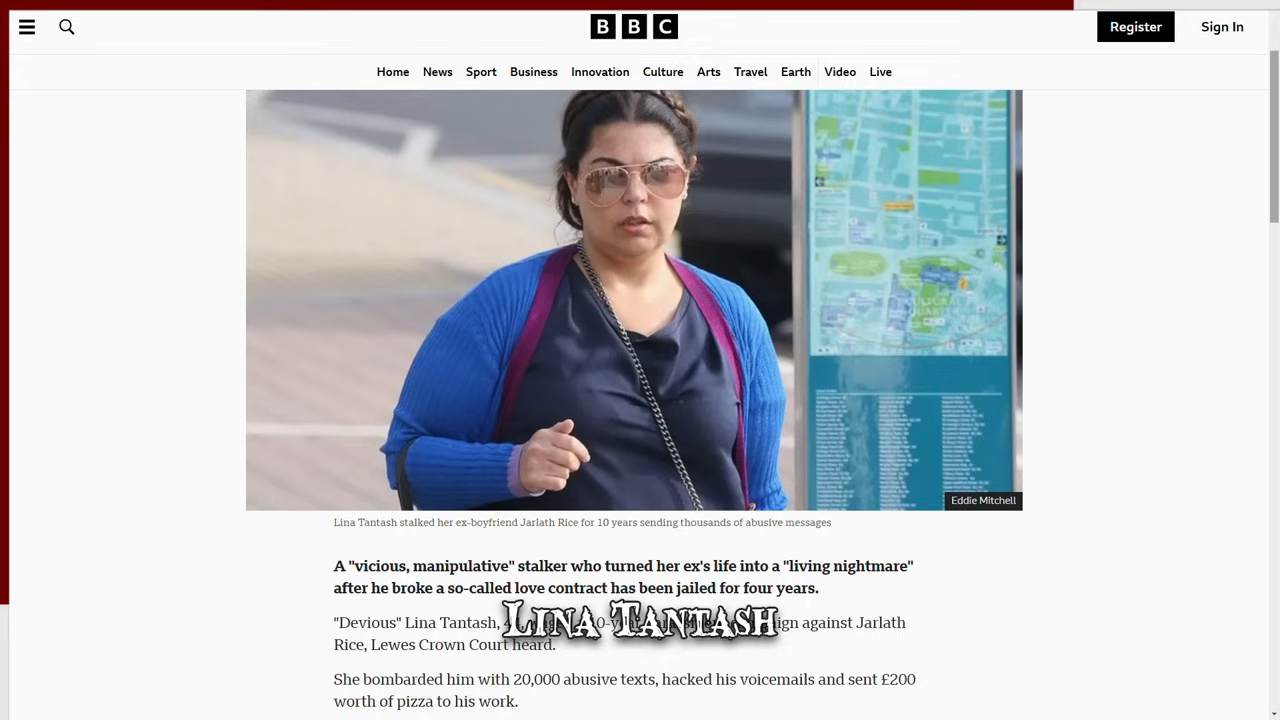 BBC
Register
Sign In
Home
News
Sport
Business
Innovation
Culture
Arts
Travel
Earth
Video
Live
Eddie Mitchell
Lina Tantash stalked her ex-boyfriend Jarlath Rice for 10 years sending thousands of abusive messages
A "vicious, manipulative" stalker who turned her ex's life into a "living nightmare"
after he broke a so-called love contract has been jailed for four years.
"Devious" Lina Tantash, against Jarlath
Lina Tantash
Rice, Lewes Crown Court heard.
She bombarded him with 20,000 abusive texts, hacked his voicemails and sent £200
worth of pizza to his work.